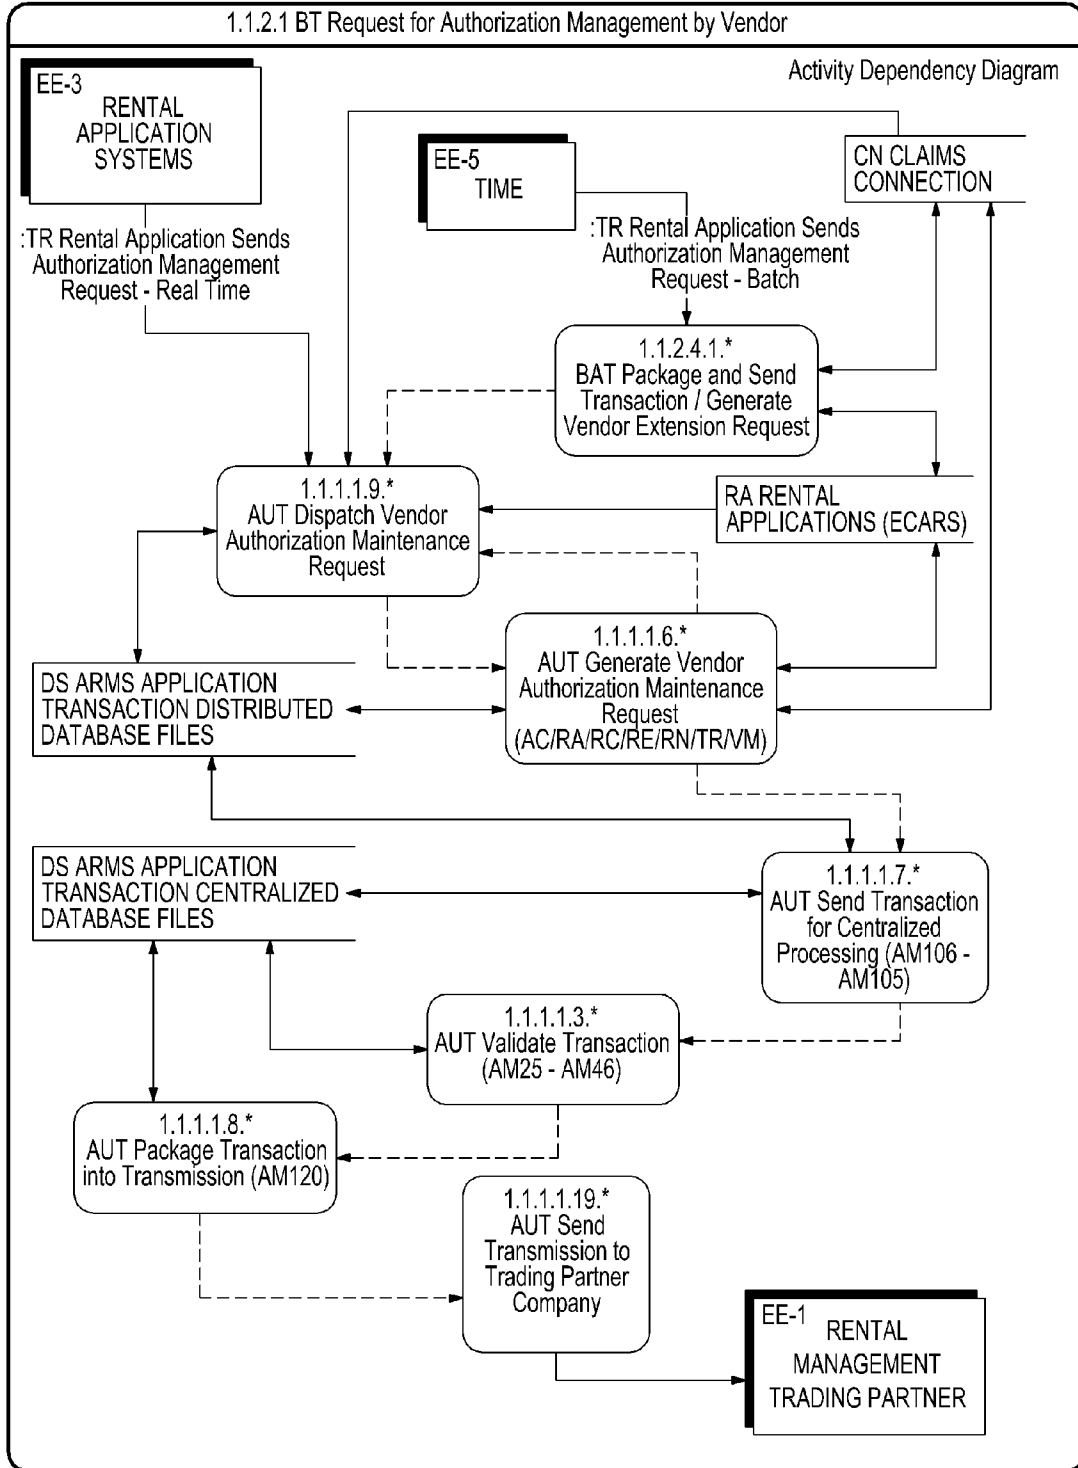 1.1.2.1 BT Request for Authorization Management by Vendor
Activity Dependency Diagram
EE-3
RENTAL
APPLICATION
SYSTEMS
EE-5
TIME
CN CLAIMS
CONNECTION
:TR Rental Application Sends
Authorization Management
Request - Real Time
:TR Rental Application Sends
Authorization Management
Request - Batch
1.1.2.4.1.*
BAT Package and Send
Transaction / Generate
Vendor Extension Request
1.1.1.1.9.*
AUT Dispatch Vendor
Authorization Maintenance
Request
RA RENTAL
APPLICATIONS (ECARS)
1.1.1.1.6.*
AUT Generate Vendor
Authorization Maintenance
Request
(AC/RA/RC/RE/RN/TR/VM)
DS ARMS APPLICATION
TRANSACTION DISTRIBUTED
DATABASE FILES
DS ARMS APPLICATION
TRANSACTION CENTRALIZED
DATABASE FILES
1.1.1.1.7.*
AUT Send Transaction
for Centralized
Processing (AM106 -
AM105)
1.1.1.1.3.*
AUT Validate Transaction
(AM25 - AM46)
1.1.1.1.8.*
AUT Package Transaction
into Transmission (AM120)
1.1.1.1.19.*
AUT Send
Transmission to
Trading Partner
Company
EE-1
RENTAL
MANAGEMENT
TRADING PARTNER